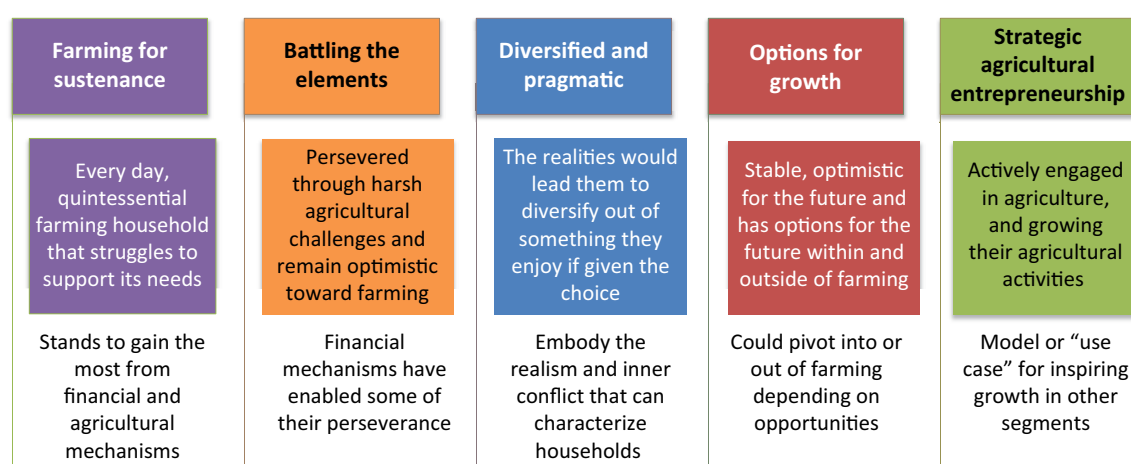 Farming for
sustenance
Every day,
quintessential
farming household
that struggles to
support its needs
Stands to gain the
most from
financial and
agricultural
mechanisms
Battling the
elements
Persevered
through harsh
agricultural
challenges and
remain optimistic
toward farming
Financial
mechanisms have
enabled some of
their perseverance
Diversified and
pragmatic
The realities would
lead them to
diversify out of
something they
enjoy if given the
choice
Embody the
realism and inner
conflict that can
characterize
households
Options for
growth
Stable, optimistic
for the future and
has options for the
future within and
outside of farming
Could pivot into or
out of farming
depending on
opportunities
Strategic
agricultural
entrepreneurship
Actively engaged
in agriculture,
and growing
their agricultural
activities
Model or “use
case” for inspiring
growth in other
segments